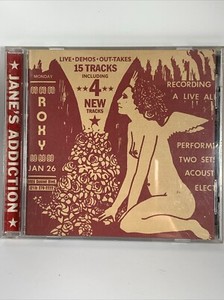 JANE'S ADDICTION
LIVE•DEMOS•OUT-TAKES
15 TRACKS
INCLUDING
4
NEW
TRACKS
MONDAY
ROXY
JAN 26
RECORDING
A LIVE AL
PERFORM
TWO SET
ACOUST
ELECT